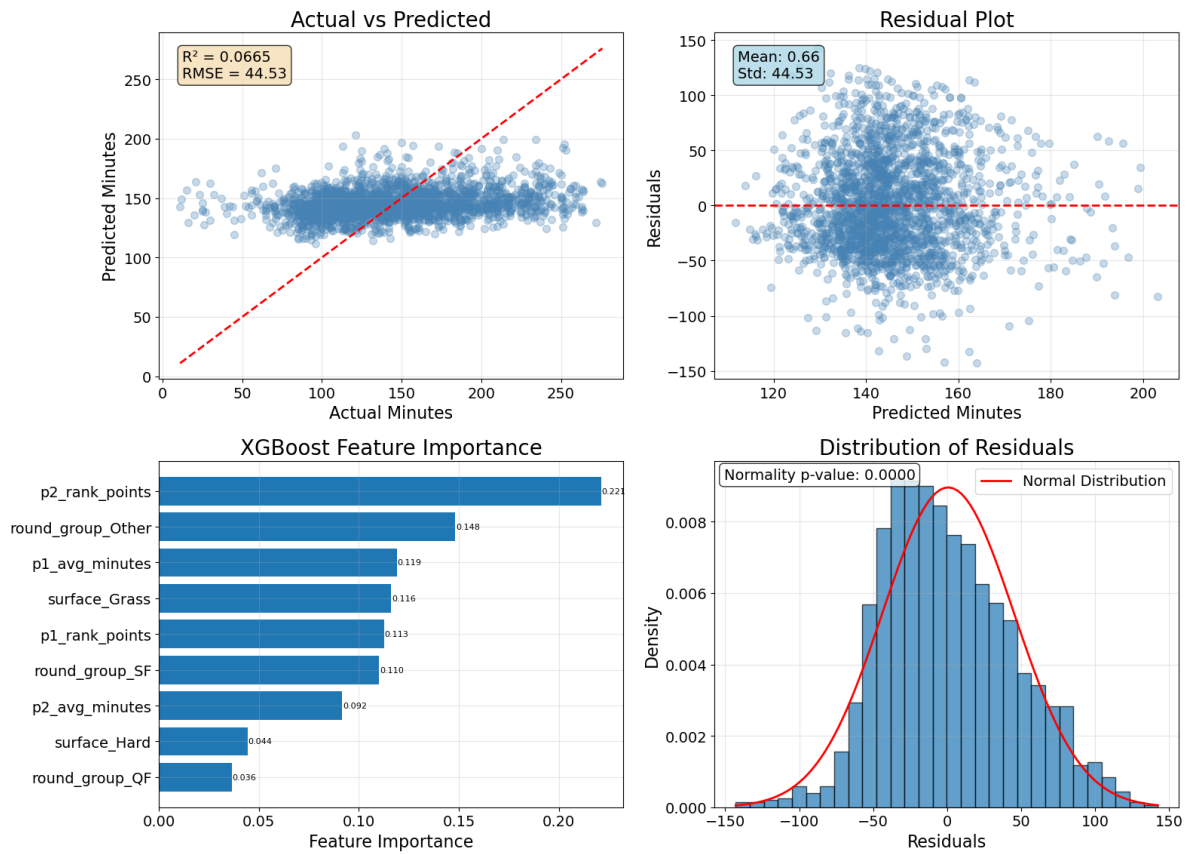 Actual vs Predicted
R² = 0.0665
RMSE = 44.53
Predicted Minutes
250
200
150
100
50
0
0 50 100 150 200 250
Actual Minutes
Residual Plot
Mean: 0.66
Std: 44.53
Residuals
150
100
50
0
−50
−100
−150
120 140 160 180 200
Predicted Minutes
XGBoost Feature Importance
p2_rank_points 0.221
round_group_Other 0.148
p1_avg_minutes 0.119
surface_Grass 0.116
p1_rank_points 0.113
round_group_SF 0.110
p2_avg_minutes 0.092
surface_Hard 0.044
round_group_QF 0.036
0.00 0.05 0.10 0.15 0.20
Feature Importance
Distribution of Residuals
Normality p-value: 0.0000
Normal Distribution
Density
0.008
0.006
0.004
0.002
0.000
−150 −100 −50 0 50 100 150
Residuals